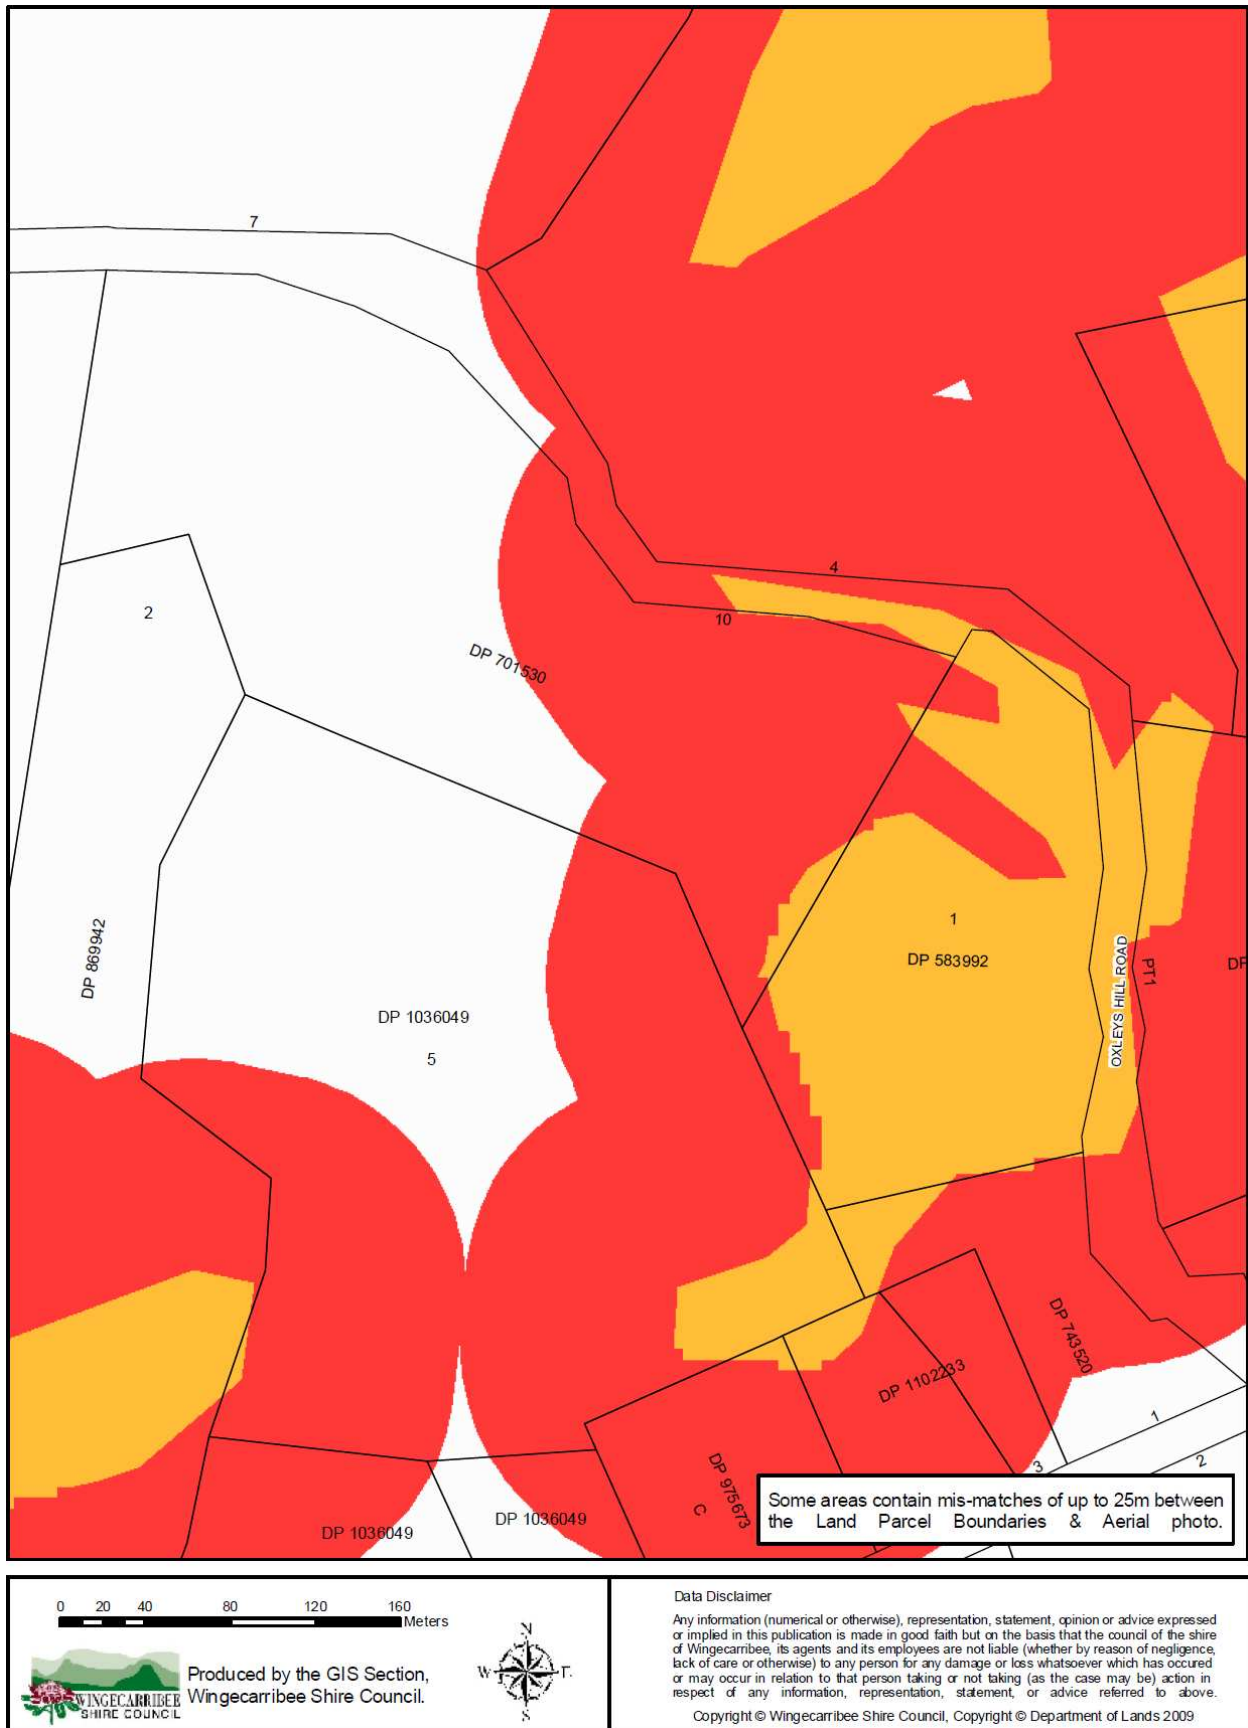 7
4
2
10
DP 701530
1
DP 583992
DP 869942
OXLEYS HILL ROAD
PT1
DP
DP 1036049
5
DP 743520
DP 1102233
1
2
3
DP 975673
C
DP 1036049
DP 1036049
Some areas contain mis-matches of up to 25m between
the Land Parcel Boundaries & Aerial photo.
0 20 40 80 120 160
Meters
N
W
S
WINGECARRIBEE
SHIRE COUNCIL
Produced by the GIS Section,
Wingecarribee Shire Council.
Data Disclaimer
Any information (numerical or otherwise), representation, statement, opinion or advice expressed
or implied in this publication is made in good faith but on the basis that the council of the shire
of Wingecarribee, its agents and its employees are not liable (whether by reason of negligence,
lack of care or otherwise) to any person for any damage or loss whatsoever which has occured
or may occur in relation to that person taking or not taking (as the case may be) action in
respect of any information, representation, statement, or advice referred to above.
Copyright © Wingecarribee Shire Council, Copyright © Department of Lands 2009